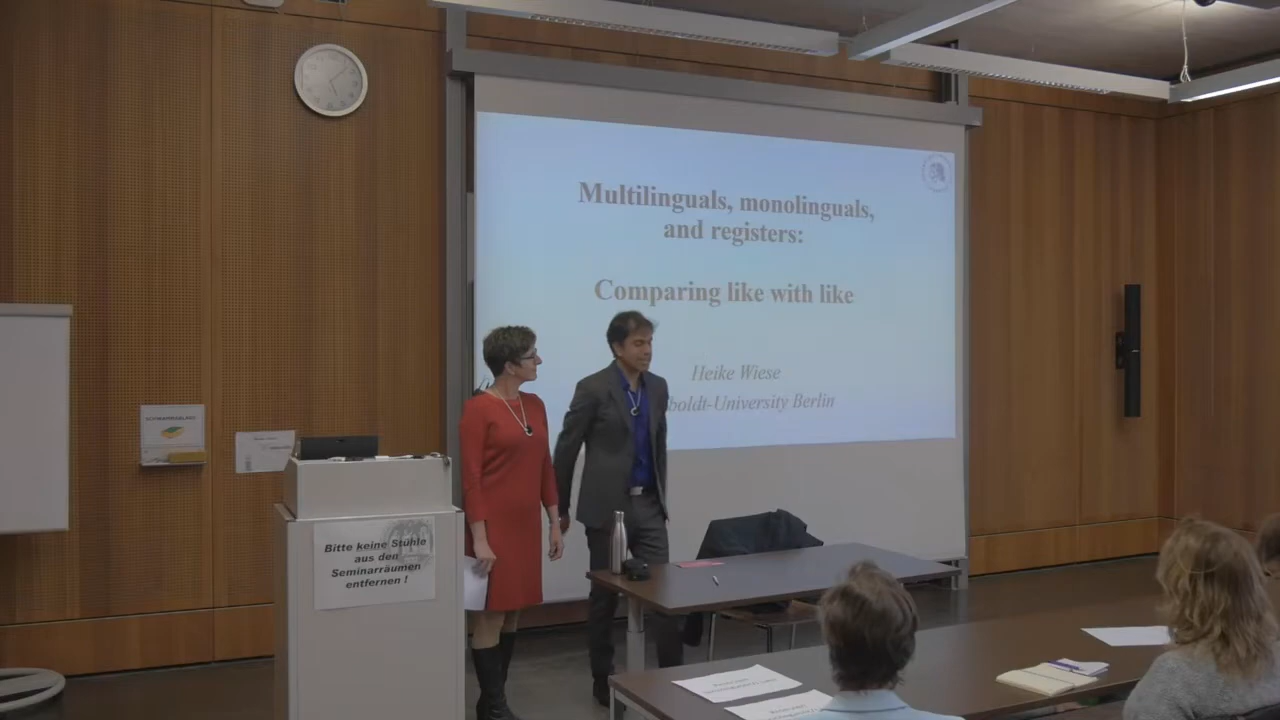 Multilinguals, monolinguals,
and registers:
Comparing like with like
Heike Wiese
boldt-University Berlin
Bitte keine Stühle
aus den
Seminarräumen
entfernen !